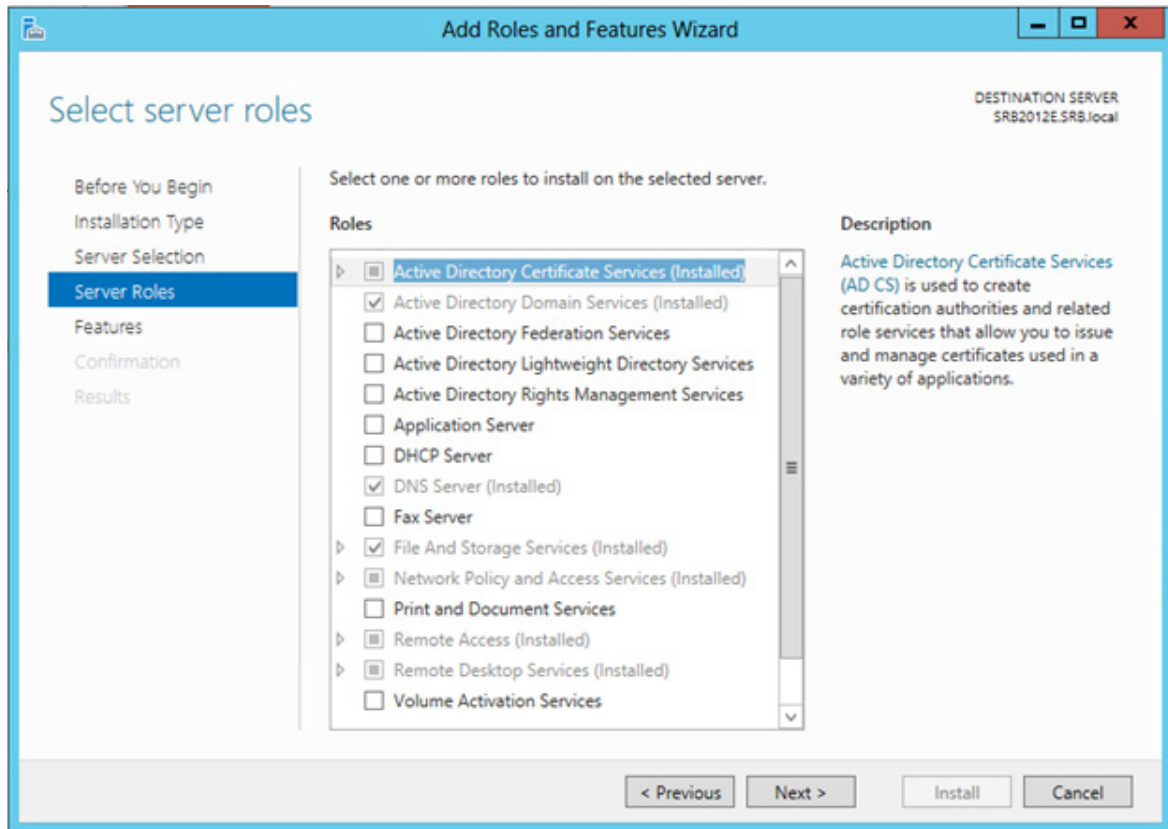 Add Roles and Features Wizard
Select server roles
DESTINATION SERVER
SRB2012E.SRB.local
Before You Begin
Installation Type
Server Selection
Server Roles
Features
Confirmation
Results
Select one or more roles to install on the selected server.
Roles
Active Directory Certificate Services (Installed)
Active Directory Domain Services (Installed)
Active Directory Federation Services
Active Directory Lightweight Directory Services
Active Directory Rights Management Services
Application Server
DHCP Server
DNS Server (Installed)
Fax Server
File And Storage Services (Installed)
Network Policy and Access Services (Installed)
Print and Document Services
Remote Access (Installed)
Remote Desktop Services (Installed)
Volume Activation Services
Description
Active Directory Certificate Services
(AD CS) is used to create
certification authorities and related
role services that allow you to issue
and manage certificates used in a
variety of applications.
< Previous
Next >
Install
Cancel